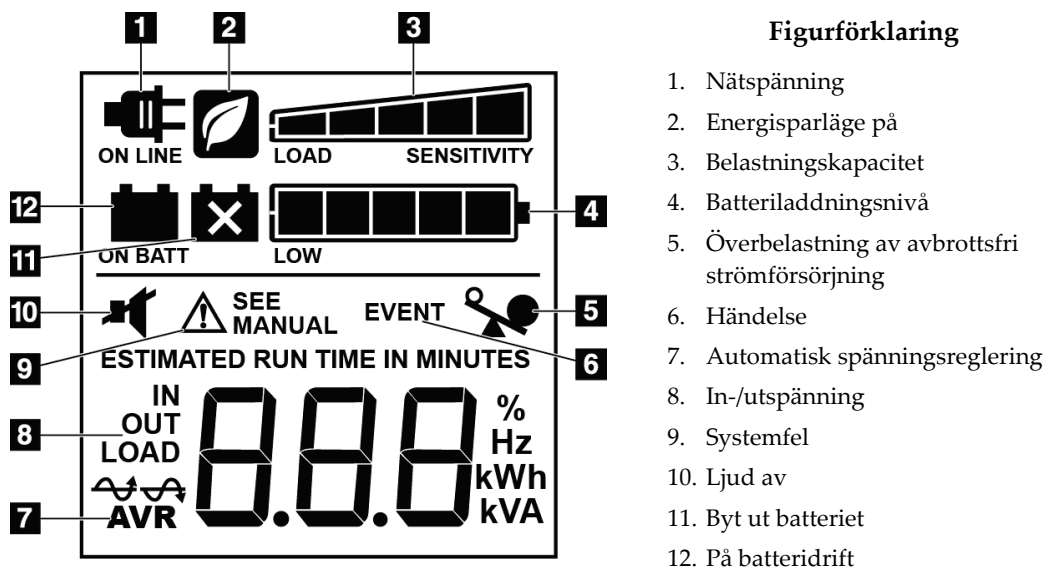 1
2
3
ON LINE
LOAD
SENSITIVITY
12
4
11
ON BATT
LOW
10
SEE
MANUAL
EVENT
5
9
ESTIMATED RUN TIME IN MINUTES
6
IN
OUT
LOAD
8
8.8.8
%
Hz
kWh
kVA
7
AVR
Figurförklaring
1. Nätspänning
2. Energisparläge på
3. Belastningskapacitet
4. Batteriladdningsnivå
5. Överbelastning av avbrottsfri
strömförsörjning
6. Händelse
7. Automatisk spänningsreglering
8. In-/utspänning
9. Systemfel
10. Ljud av
11. Byt ut batteriet
12. På batteridrift